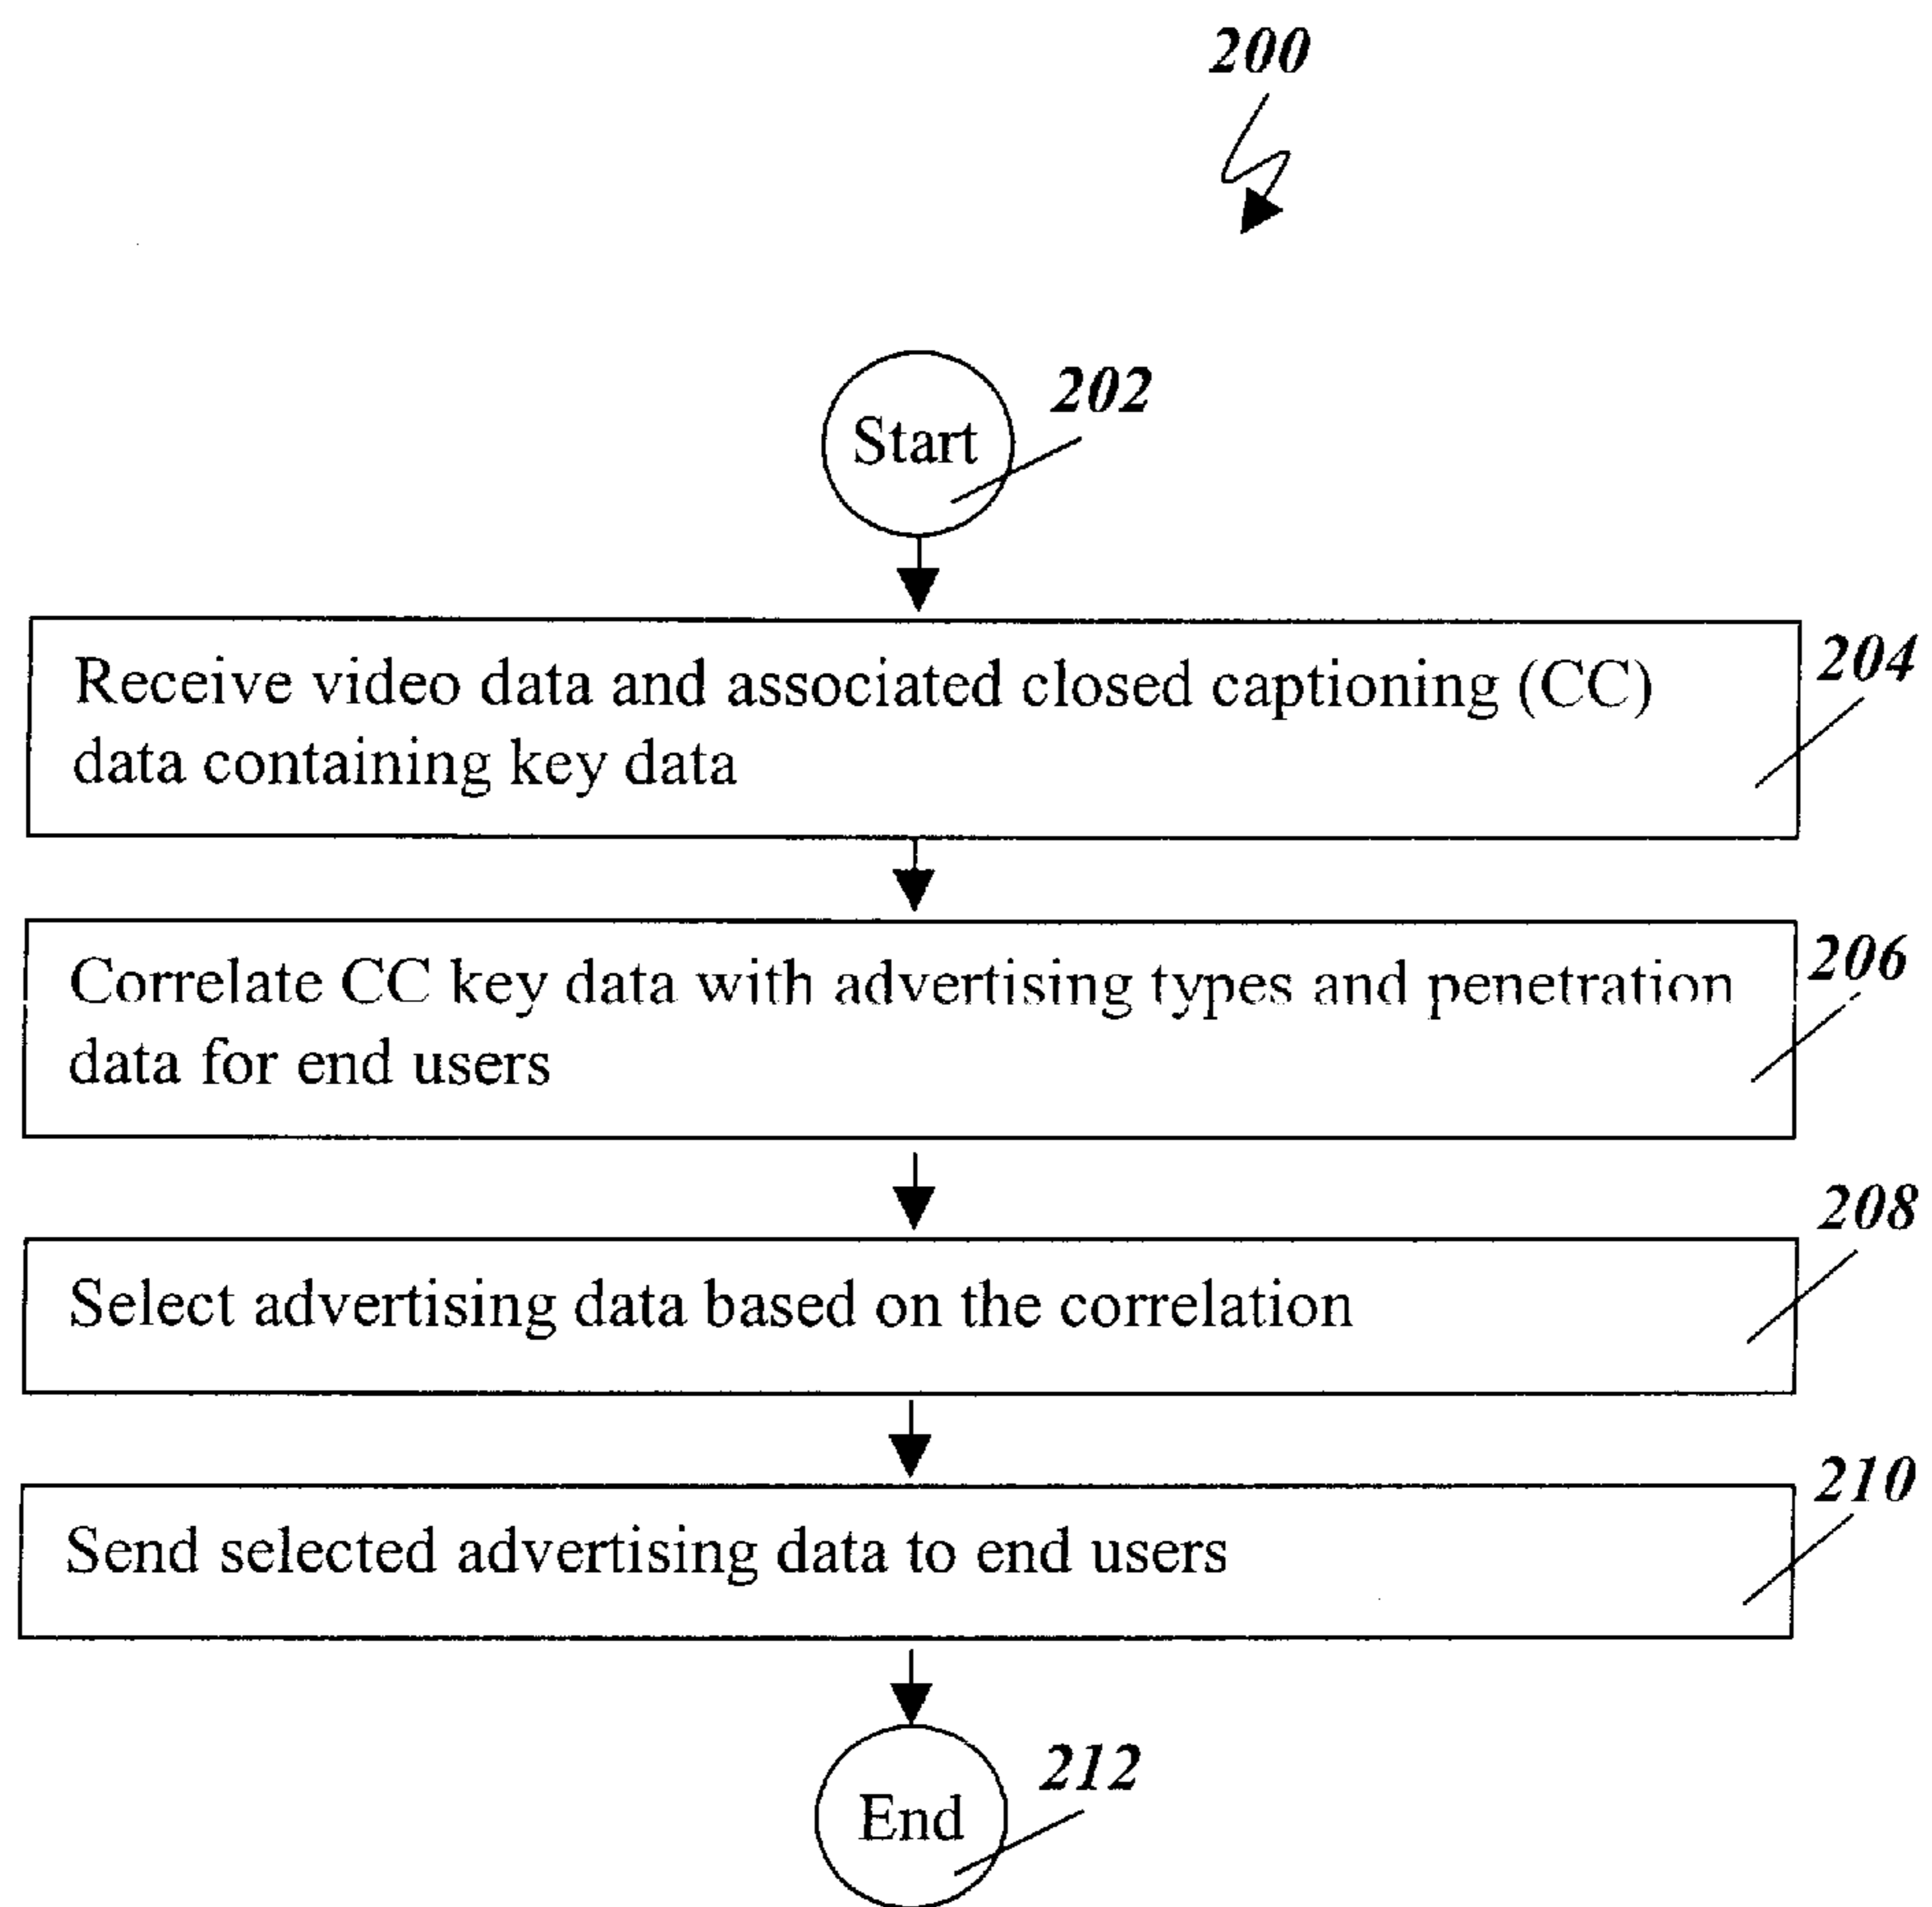 200
Start
202
Receive video data and associated closed captioning (CC)
data containing key data
204
Correlate CC key data with advertising types and penetration
data for end users
206
Select advertising data based on the correlation
208
Send selected advertising data to end users
210
End
212